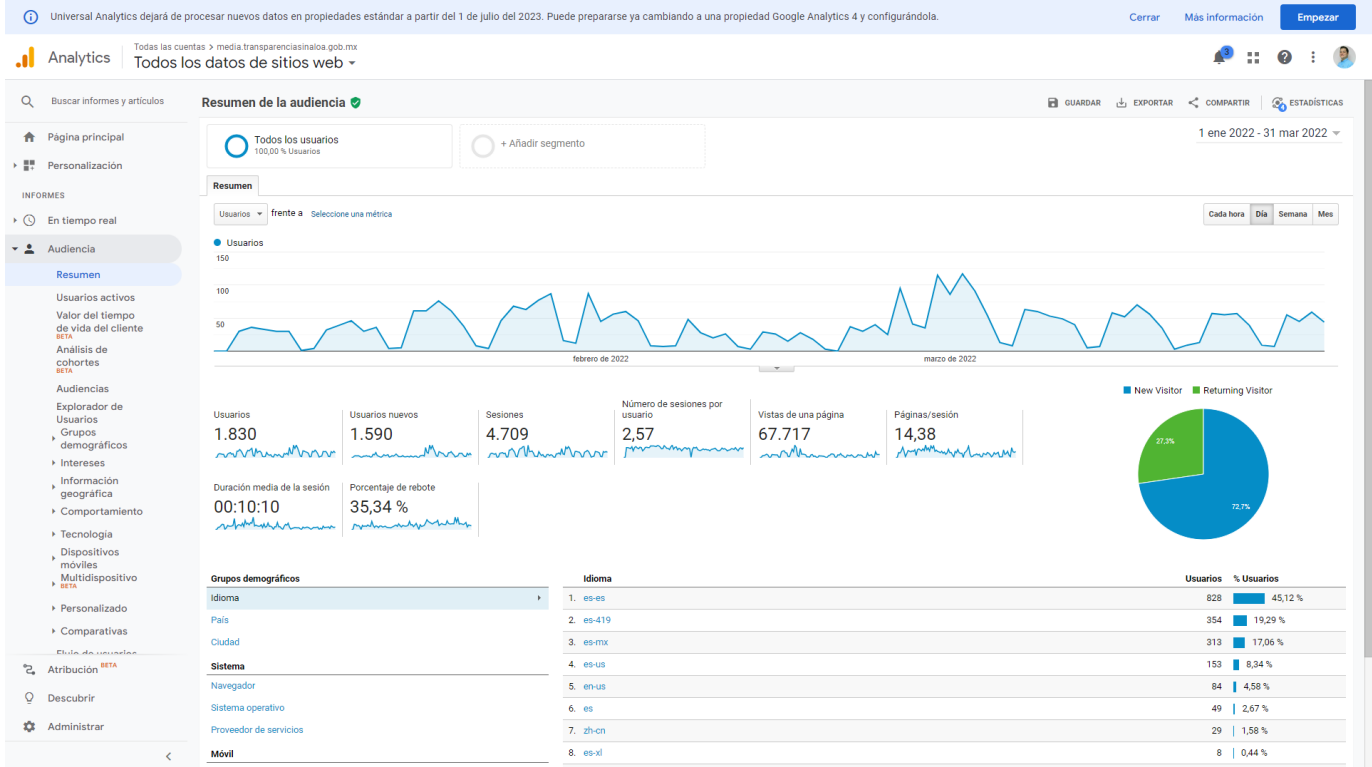 Universal Analytics dejará de procesar nuevos datos en propiedades estándar a partir del 1 de julio del 2023. Puede prepararse ya cambiando a una propiedad Google Analytics 4 y configurándola.
Cerrar
Más información
Empezar
Analytics
Todas las cuentas > media.transparenciasinaloa.gob.mx
Todos los datos de sitios web
3
Buscar informes y artículos
Página principal
Personalización
INFORMES
En tiempo real
Audiencia
Resumen
Usuarios activos
Valor del tiempo
de vida del cliente
BETA
Análisis de
cohortes
BETA
Audiencias
Explorador de
Usuarios
Grupos
demográficos
Intereses
Información
geográfica
Comportamiento
Tecnología
Dispositivos
móviles
Multidispositivo
BETA
Personalizado
Comparativas
Flujo de usuarios
Atribución BETA
Descubrir
Administrar
Resumen de la audiencia
GUARDAR
EXPORTAR
COMPARTIR
4
ESTADÍSTICAS
Todos los usuarios
100,00 % Usuarios
+ Añadir segmento
1 ene 2022 - 31 mar 2022
Resumen
Usuarios
frente a
Seleccione una métrica
Cada hora
Día
Semana
Mes
Usuarios
150
100
50
febrero de 2022
marzo de 2022
New Visitor
Returning Visitor
27,3%
72,7%
Usuarios
1.830
Usuarios nuevos
1.590
Sesiones
4.709
Número de sesiones por
usuario
2,57
Vistas de una página
67.717
Páginas/sesión
14,38
Duración media de la sesión
00:10:10
Porcentaje de rebote
35,34 %
Grupos demográficos
Idioma
País
Ciudad
Sistema
Navegador
Sistema operativo
Proveedor de servicios
Móvil
Idioma Usuarios % Usuarios
1. es-es 828 45,12 %
2. es-419 354 19,29 %
3. es-mx 313 17,06 %
4. es-us 153 8,34 %
5. en-us 84 4,58 %
6. es 49 2,67 %
7. zh-cn 29 1,58 %
8. es-xl 8 0,44 %